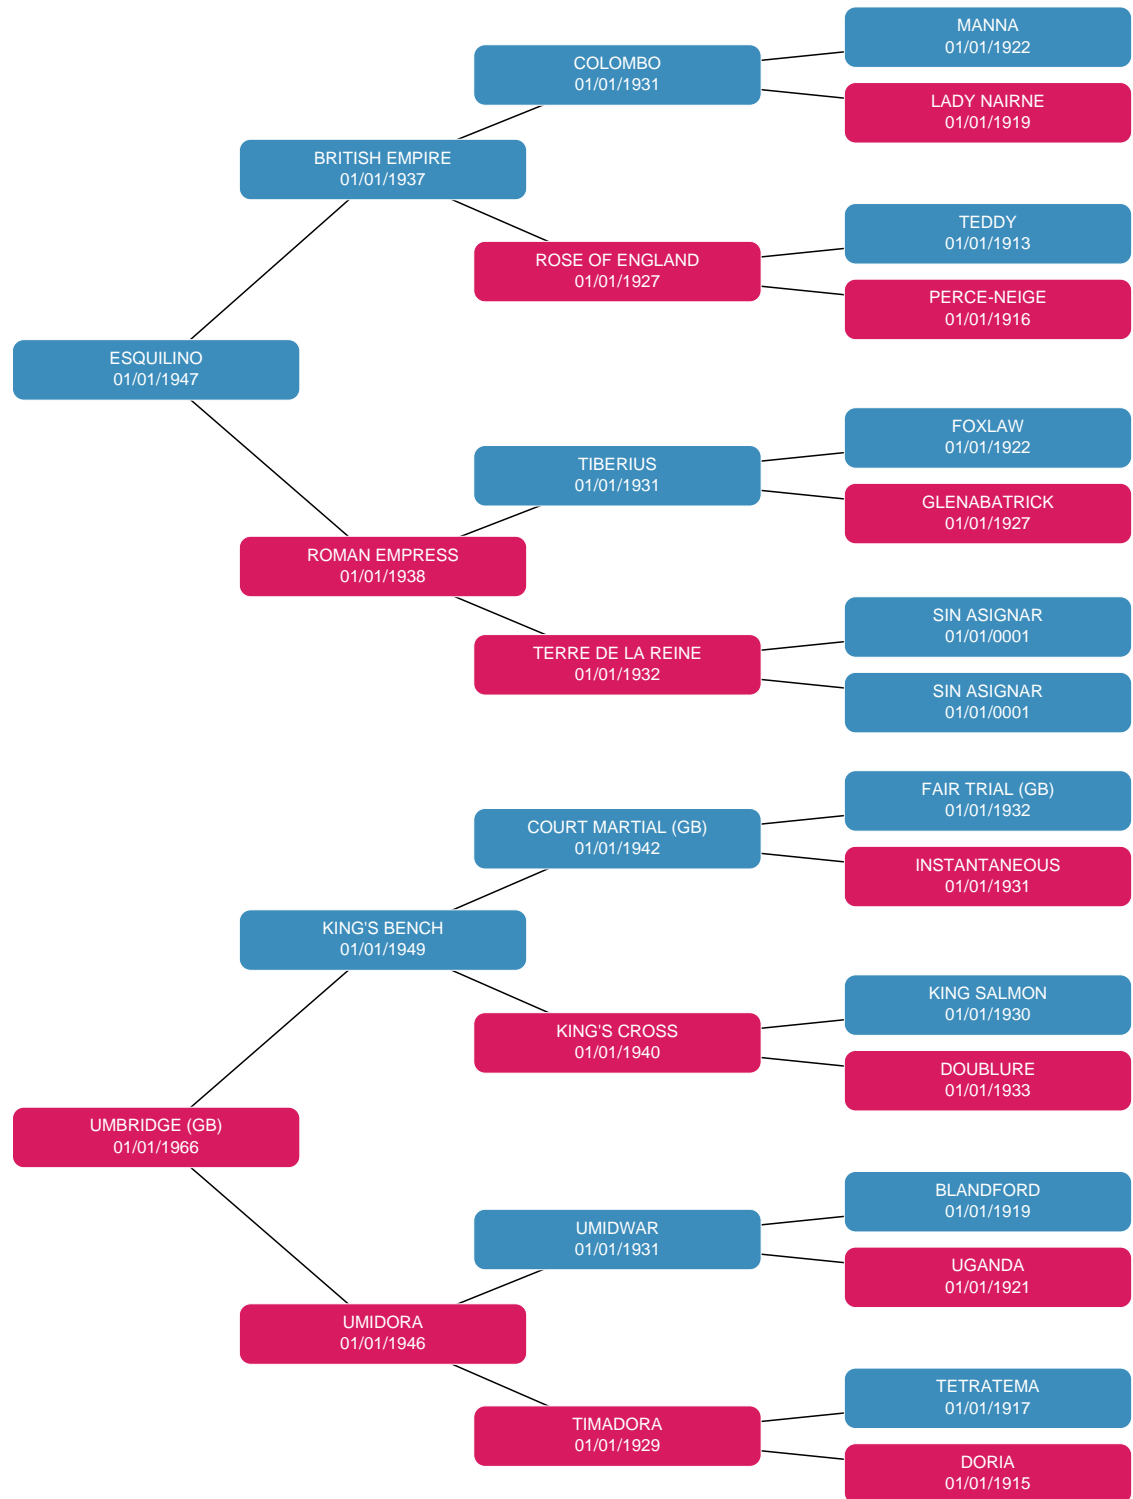 MANNA
01/01/1922
COLOMBO
01/01/1931
LADY NAIRNE
01/01/1919
BRITISH EMPIRE
01/01/1937
TEDDY
01/01/1913
ROSE OF ENGLAND
01/01/1927
PERCE-NEIGE
01/01/1916
ESQUILINO
01/01/1947
FOXLAW
01/01/1922
TIBERIUS
01/01/1931
GLENABATRICK
01/01/1927
ROMAN EMPRESS
01/01/1938
SIN ASIGNAR
01/01/0001
TERRE DE LA REINE
01/01/1932
SIN ASIGNAR
01/01/0001
FAIR TRIAL (GB)
01/01/1932
COURT MARTIAL (GB)
01/01/1942
INSTANTANEOUS
01/01/1931
KING'S BENCH
01/01/1949
KING SALMON
01/01/1930
KING'S CROSS
01/01/1940
DOUBLURE
01/01/1933
UMBRIDGE (GB)
01/01/1966
BLANDFORD
01/01/1919
UMIDWAR
01/01/1931
UGANDA
01/01/1921
UMIDORA
01/01/1946
TETRATEMA
01/01/1917
TIMADORA
01/01/1929
DORIA
01/01/1915